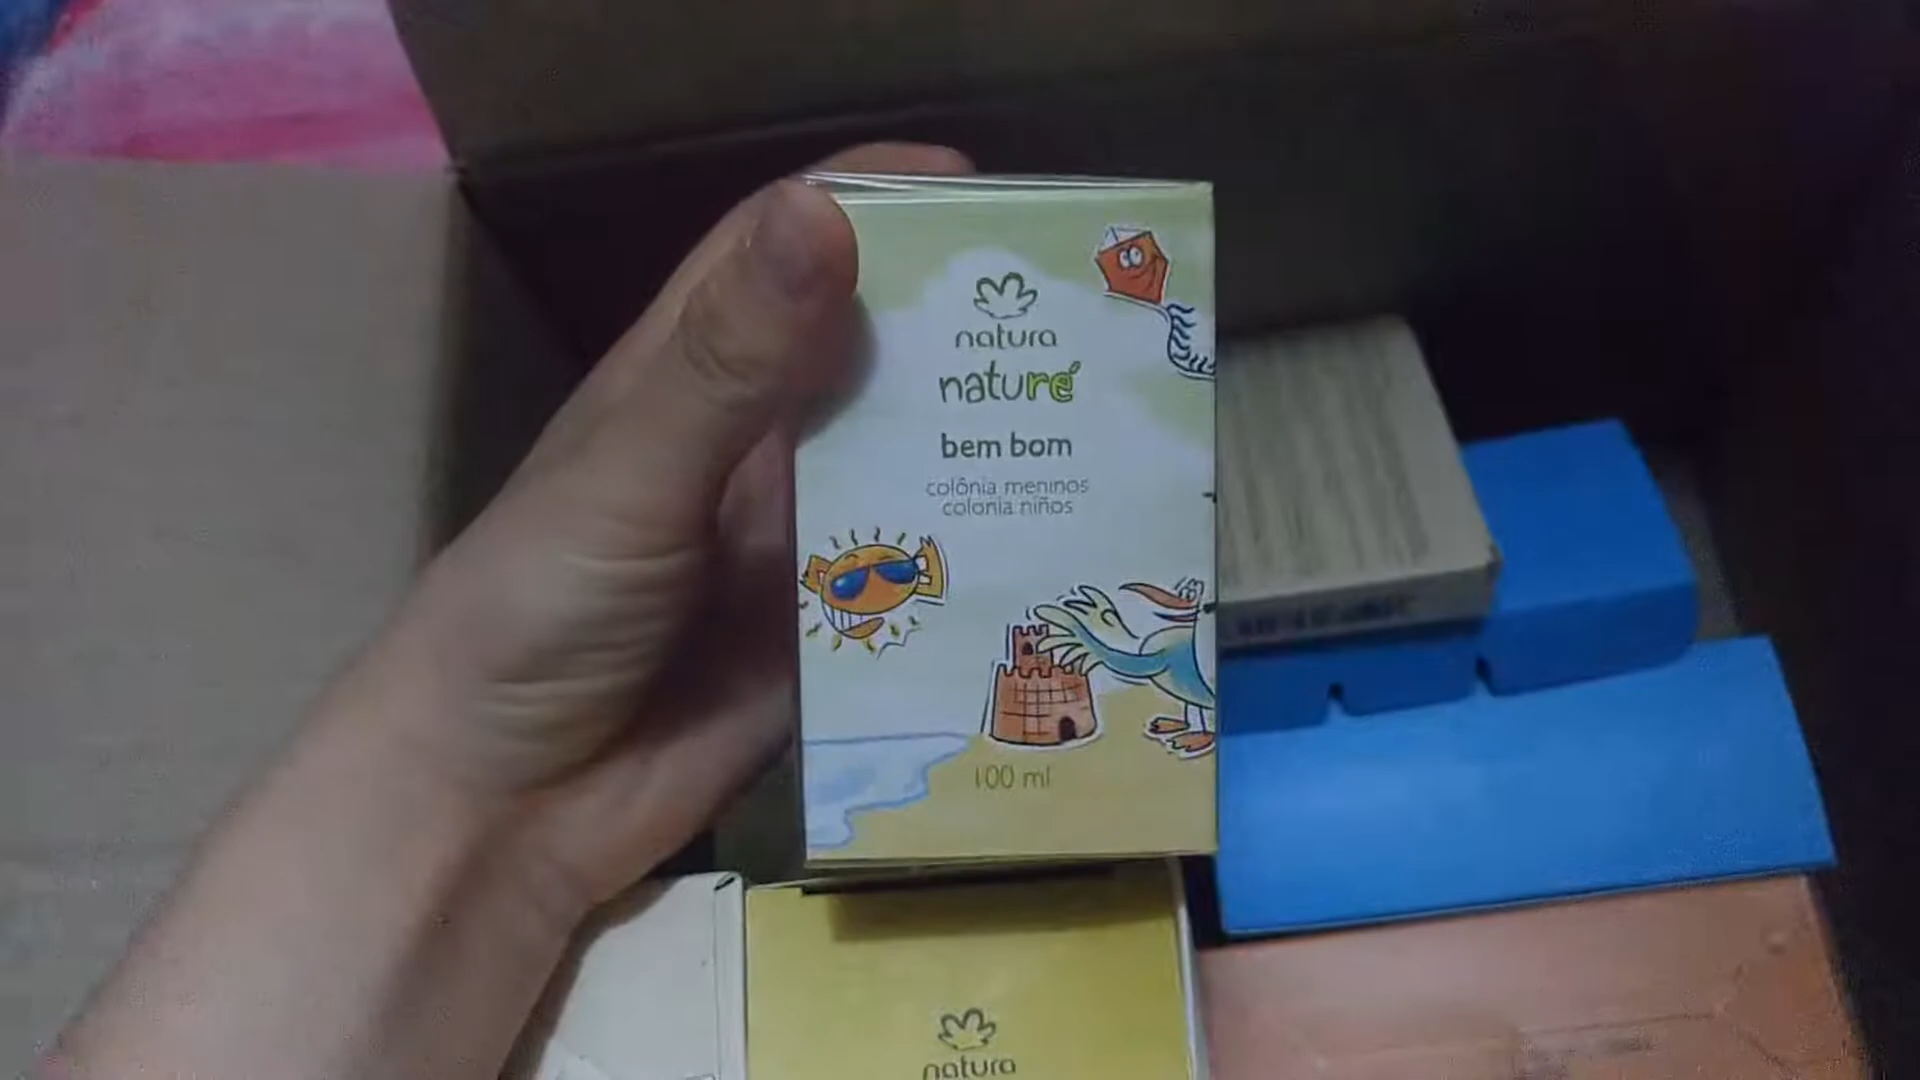 natura
naturé
bem bom
colônia meninos
colonia niños
100 ml
natura